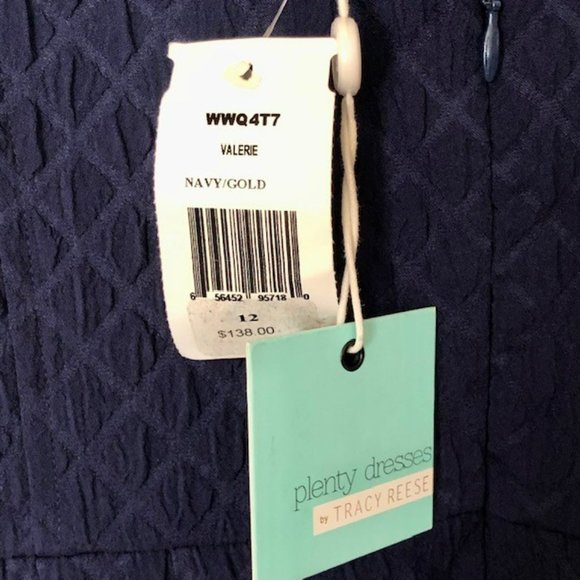 WWQ4T7
VALERIE
NAVY/GOLD
6 56452 95718 0
12
$138.00
plenty dresses
by TRACY REESE